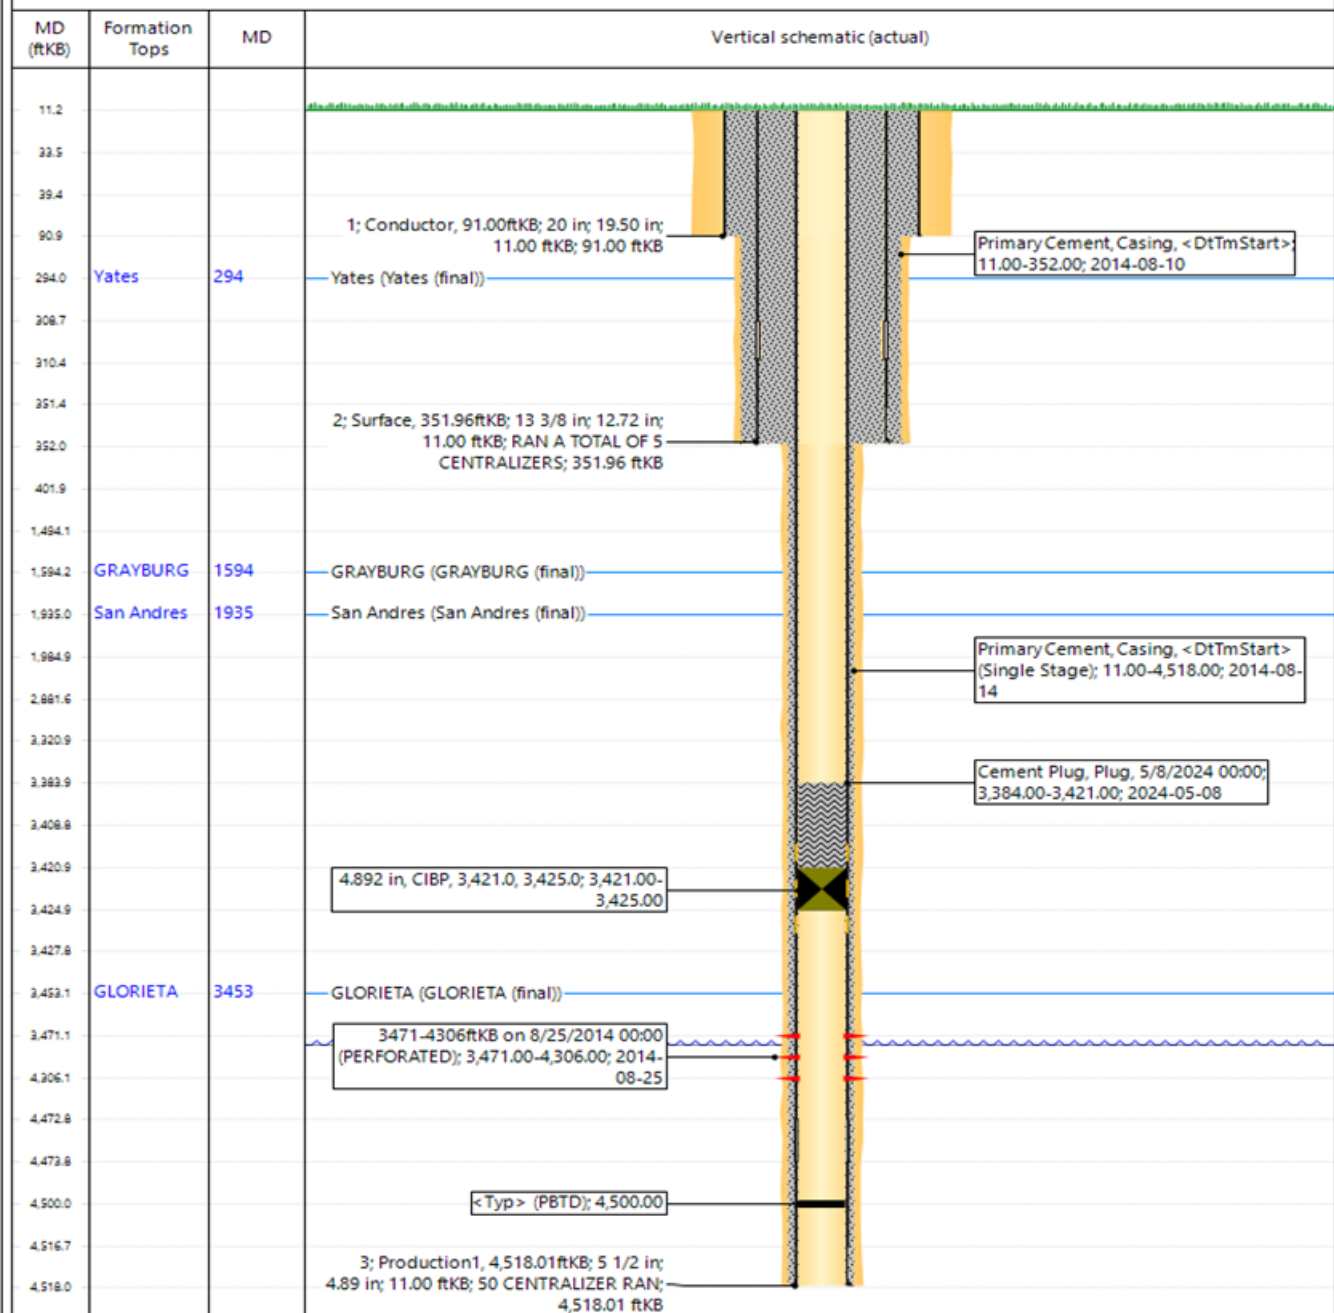 MD
(ftKB)
Formation
Tops
MD
Vertical schematic (actual)
11.2
33.5
39.4
1; Conductor, 91.00ftKB; 20 in; 19.50 in;
11.00 ftKB; 91.00 ftKB
90.9
Primary Cement, Casing, <DtTmStart>;
11.00-352.00; 2014-08-10
294.0 Yates 294 Yates (Yates (final))
308.7
310.4
351.4
2; Surface, 351.96ftKB; 13 3/8 in; 12.72 in;
11.00 ftKB; RAN A TOTAL OF 5
CENTRALIZERS; 351.96 ftKB
352.0
401.9
1,494.1
1,594.2 GRAYBURG 1594 GRAYBURG (GRAYBURG (final))
1,935.0 San Andres 1935 San Andres (San Andres (final))
1,984.9
Primary Cement, Casing, <DtTmStart>
(Single Stage); 11.00-4,518.00; 2014-08-
14
2,881.6
3,320.9
3,383.9
Cement Plug, Plug, 5/8/2024 00:00;
3,384.00-3,421.00; 2024-05-08
3,408.8
3,420.9
4.892 in, CIBP, 3,421.0, 3,425.0; 3,421.00-
3,425.00
3,424.9
3,427.8
3,453.1 GLORIETA 3453 GLORIETA (GLORIETA (final))
3,471.1
3471-4306ftKB on 8/25/2014 00:00
(PERFORATED); 3,471.00-4,306.00; 2014-
08-25
4,306.1
4,472.8
4,473.8
4,500.0
<Typ> (PBTD); 4,500.00
4,516.7
3; Production1, 4,518.01ftKB; 5 1/2 in;
4.89 in; 11.00 ftKB; 50 CENTRALIZER RAN;
4,518.01 ftKB
4,518.0